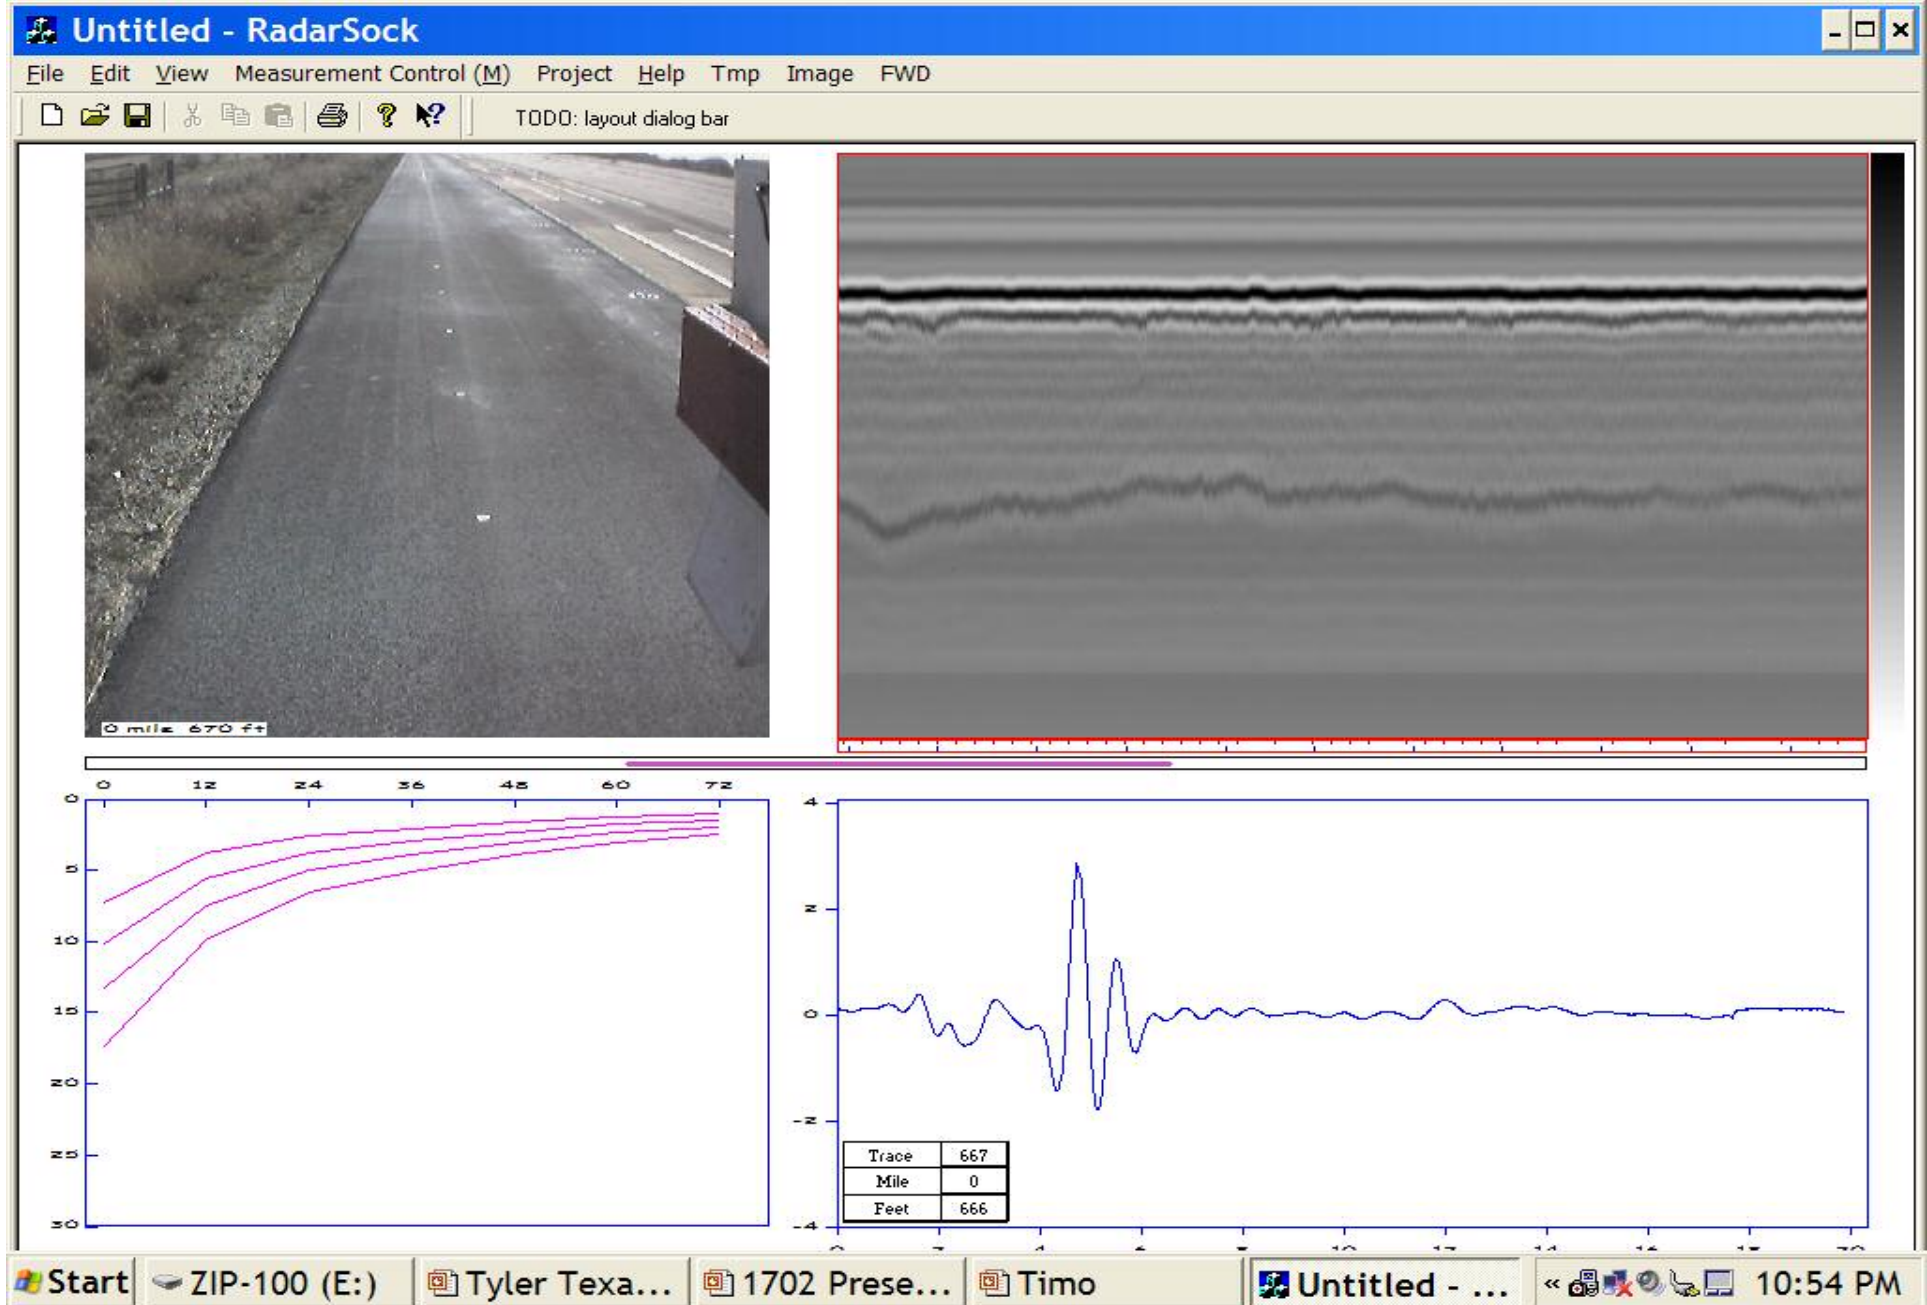 Untitled - RadarSock
File Edit View Measurement Control (M) Project Help Tmp Image FWD
TODO: layout dialog bar
0 mile 670 ft
0 12 24 36 48 60 72
0
5
10
15
20
25
30
4
2
0
-2
-4
Trace 667
Mile 0
Feet 666
Start ZIP-100 (E:) Tyler Texa... 1702 Prese... Timo Untitled - ... « 10:54 PM